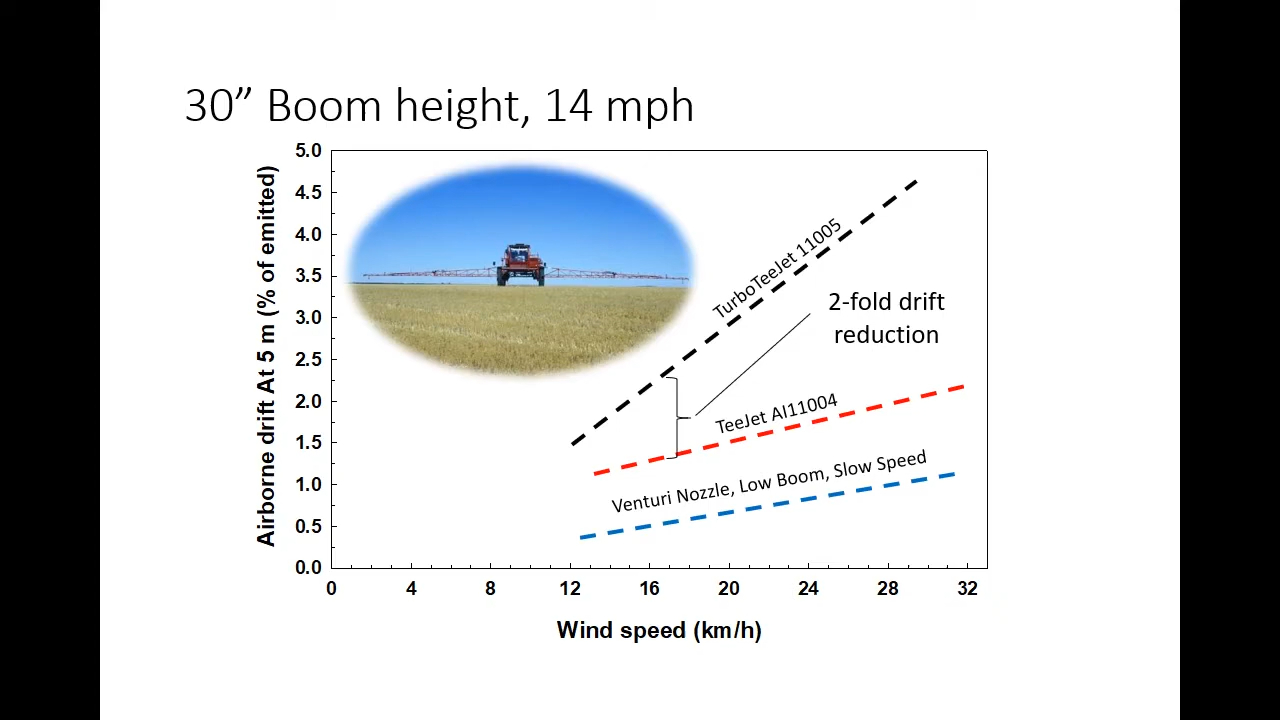 30” Boom height, 14 mph
Airborne drift At 5 m (% of emitted)
5.0
4.5
4.0
3.5
3.0
2.5
2.0
1.5
1.0
0.5
0.0
TurboTeeJet 11005
2-fold drift
reduction
TeeJet AI11004
Venturi Nozzle, Low Boom, Slow Speed
0 4 8 12 16 20 24 28 32
Wind speed (km/h)